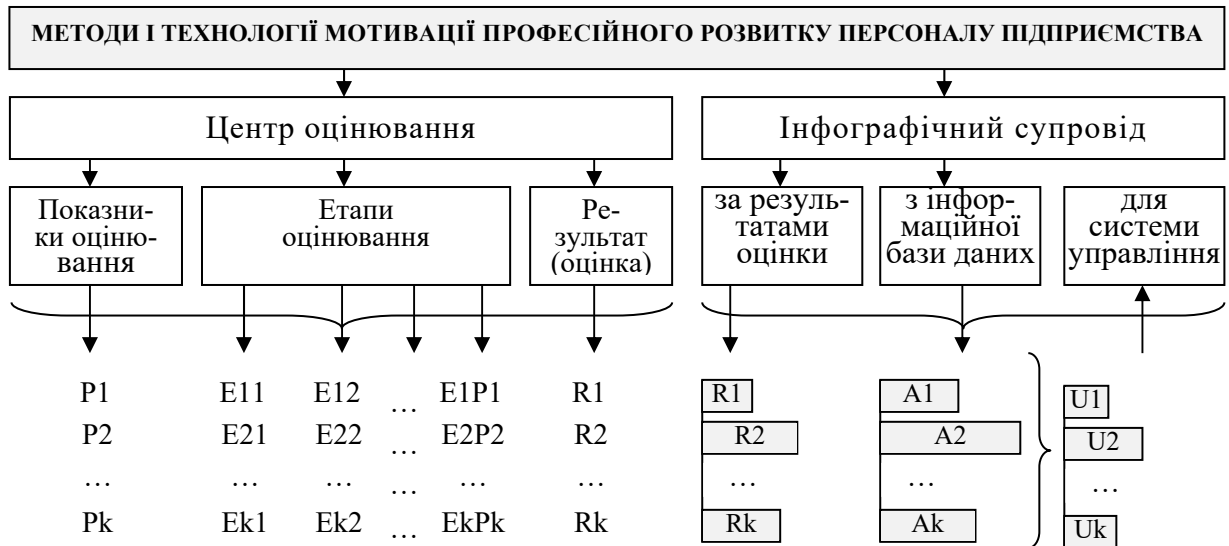 МЕТОДИ І ТЕХНОЛОГІЇ МОТИВАЦІЇ ПРОФЕСІЙНОГО РОЗВИТКУ ПЕРСОНАЛУ ПІДПРИЄМСТВА
Центр оцінювання
Інфографічний супровід
Показни-
ки оціню-
вання
Етапи
оцінювання
Ре-
зультат
(оцінка)
за резуль-
татами
оцінки
з інфор-
маційної
бази даних
для
системи
управління
P1 E11 E12 … E1P1 R1 R1 A1 U1
P2 E21 E22 … E2P2 R2 R2 A2 U2
… … … … … … … … …
Pk Ek1 Ek2 … EkPk Rk Rk Ak Uk